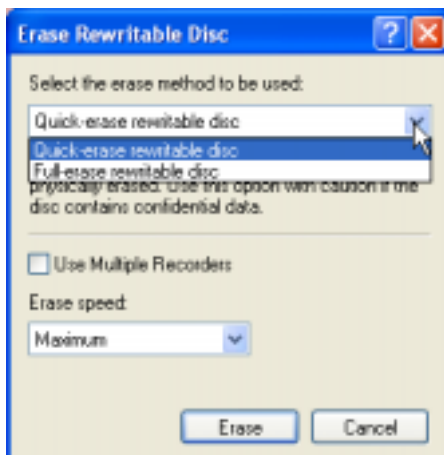 Erase Rewritable Disc
Select the erase method to be used:
Quick-erase rewritable disc
Quick-erase rewritable disc
Full-erase rewritable disc
physically erased. Use this option with caution if the
disc contains confidential data.
Use Multiple Recorders
Erase speed:
Maximum
Erase
Cancel